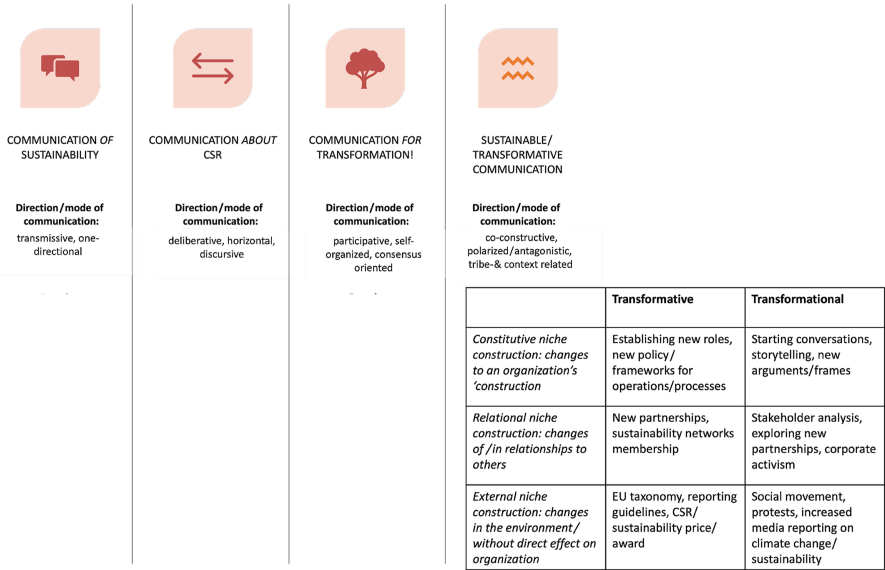 COMMUNICATION OF
SUSTAINABILITY
Direction/mode of
communication:
transmissive, one-
directional
COMMUNICATION ABOUT
CSR
Direction/mode of
communication:
deliberative, horizontal,
discursive
COMMUNICATION FOR
TRANSFORMATION!
Direction/mode of
communication:
participative, self-
organized, consensus
oriented
SUSTAINABLE/
TRANSFORMATIVE
COMMUNICATION
Direction/mode of
communication:
co-constructive,
polarized/antagonistic,
tribe-& context related
Transformative
Transformational
Constitutive niche
construction: changes
to an organization's
'construction
Establishing new roles,
new policy/
frameworks for
operations/processes
Starting conversations,
storytelling, new
arguments/frames
Relational niche
construction: changes
of/in relationships to
others
New partnerships,
sustainability networks
membership
Stakeholder analysis,
exploring new
partnerships, corporate
activism
External niche
construction: changes
in the environment/
without direct effect on
organization
EU taxonomy, reporting
guidelines, CSR/
sustainability price/
award
Social movement,
protests, increased
media reporting on
climate change/
sustainability